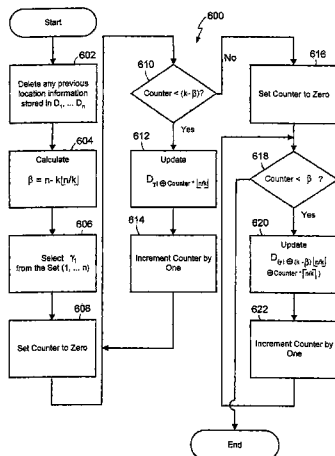 Start
602
Delete any previous
location information
stored in D₁, ... Dₙ
604
Calculate
β = n- k⌊n/k⌋
606
Select γ₁
from the Set (1, ... n)
608
Set Counter to Zero
600
610
Counter < (k-β)?
No
Yes
612
Update
⊕ Counter * ⌊n/k⌋
614
Increment Counter by
One
616
Set Counter to Zero
618
Counter < β ?
Yes
620
Update
⊕ (k - β) ⌊n/k⌋
⊕Counter * ⌈n/k⌉
622
Increment Counter by
One
End